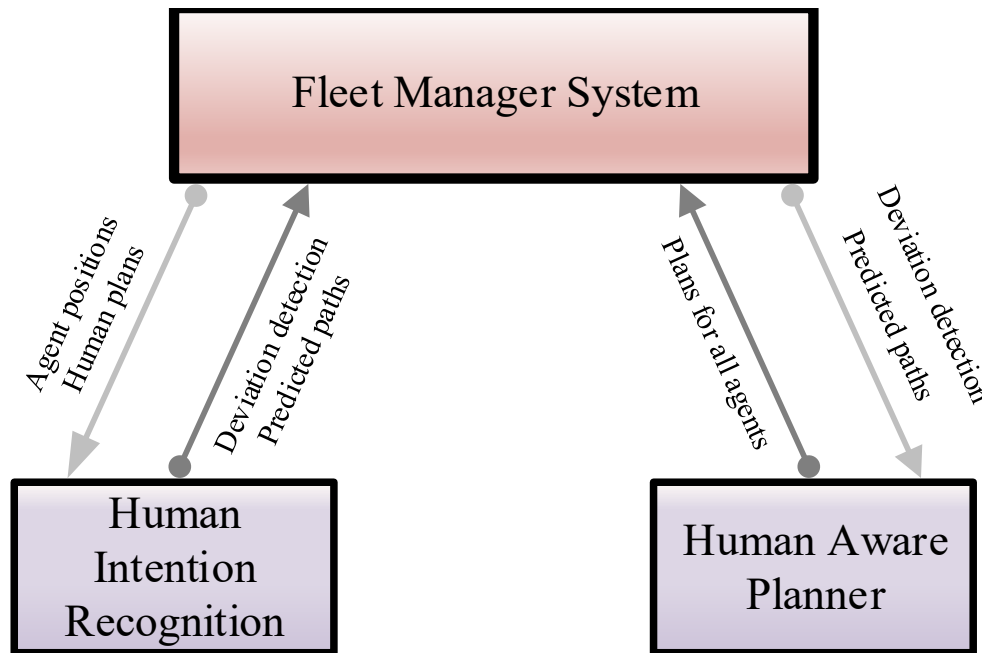 Fleet Manager System
Agent positions
Human plans
Deviation detection
Predicted paths
Plans for all agents
Deviation detection
Predicted paths
Human
Intention
Recognition
Human Aware
Planner